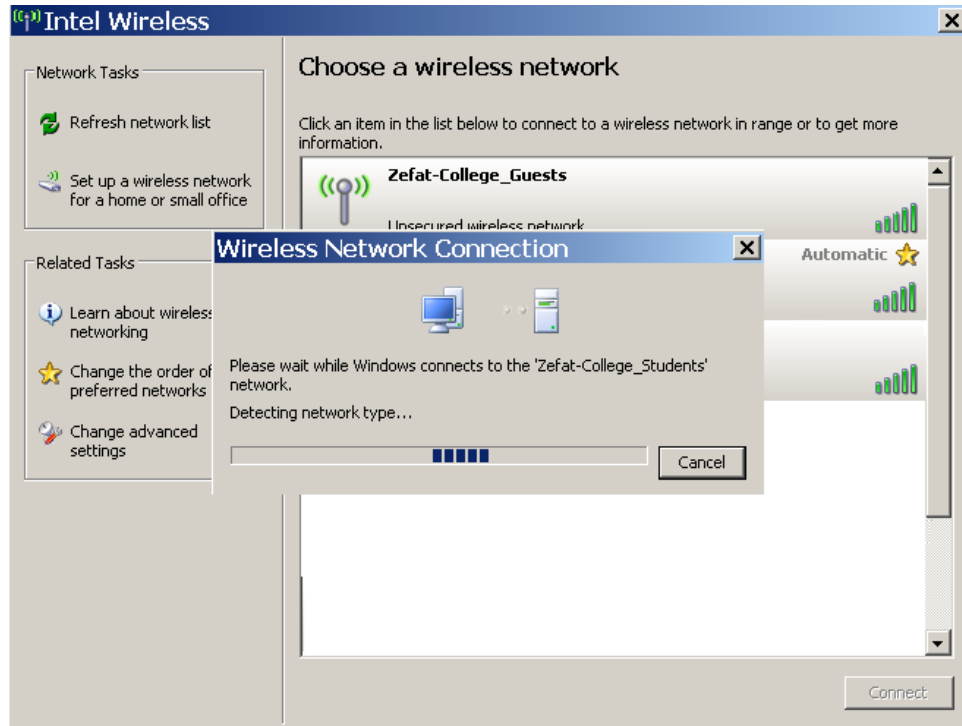 Intel Wireless
Network Tasks
Refresh network list
Set up a wireless network
for a home or small office
Related Tasks
Learn about wireless
networking
Change the order of
preferred networks
Change advanced
settings
Choose a wireless network
Click an item in the list below to connect to a wireless network in range or to get more
information.
Zefat-College_Guests
Unsecured wireless network
Automatic
Wireless Network Connection
Please wait while Windows connects to the 'Zefat-College_Students'
network.
Detecting network type...
Cancel
Connect